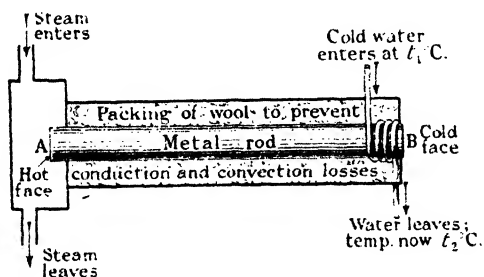 Steam
enters
Cold water
enters at t₁°C.
Packing of wool to prevent
A
Metal rod
B Cold
face
Hot
face
conduction and convection losses
Water leaves;
temp. now t₂°C.
Steam
leaves